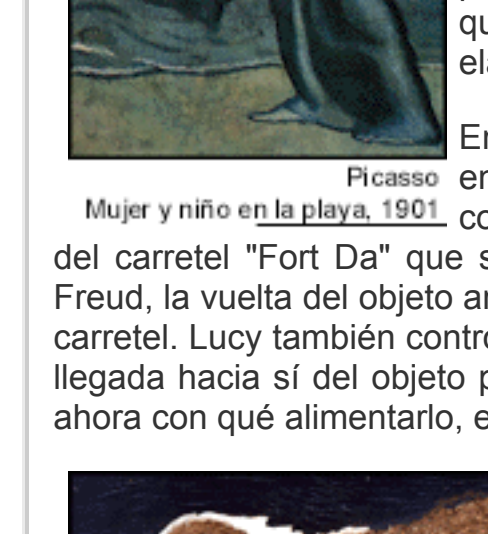 qu
ela
En
Picasso en
Mujer y niño en la playa, 1901 co
del carretel "Fort Da" que s
Freud, la vuelta del objeto a
carretel. Lucy también contro
llegada hacia sí del objeto p
ahora con qué alimentarlo, e